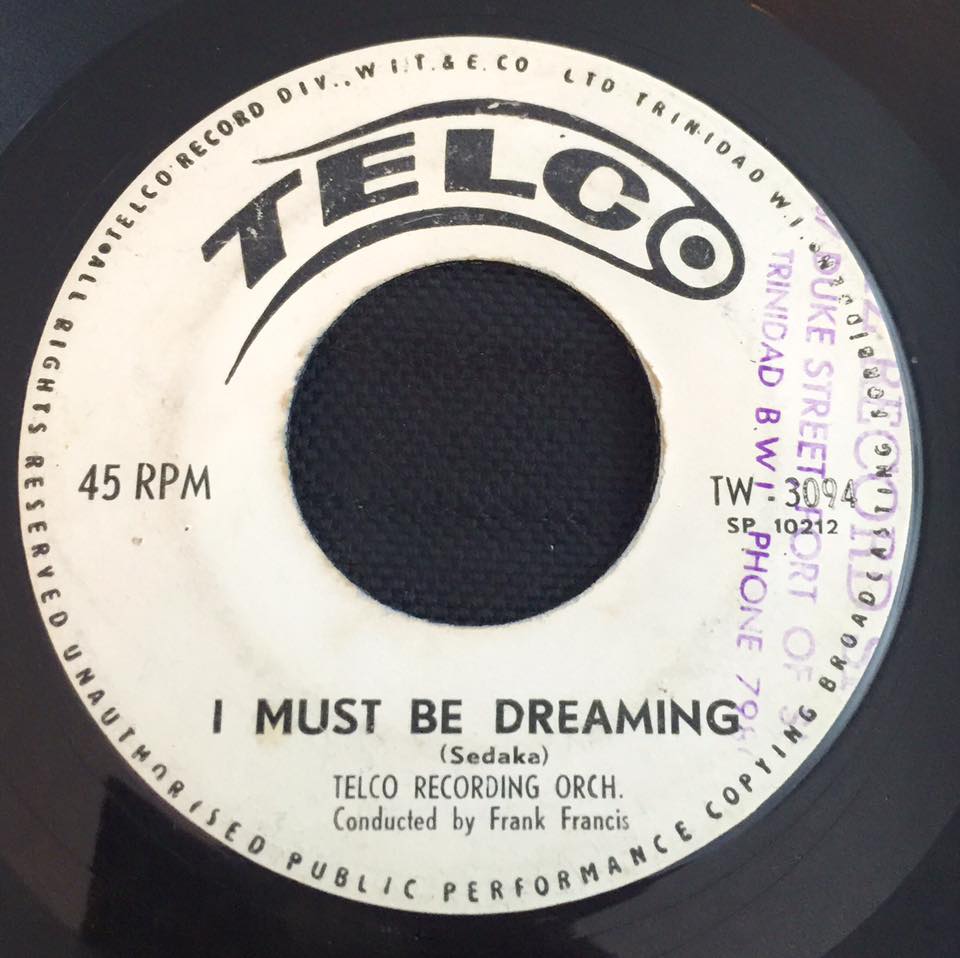 TELCO RECORD DIV., W.I.T. & E. CO LTD TRINIDAD W.I.
ALL RIGHTS RESERVED UNAUTHORISED PUBLIC PERFORMANCE COPYING BROADCASTING
TELCO
45 RPM
TW - 3094
SP 10212
I MUST BE DREAMING
(Sedaka)
TELCO RECORDING ORCH.
Conducted by Frank Francis
RECORD
DUKE STREET PORT OF
TRINIDAD B.W.I. PHONE